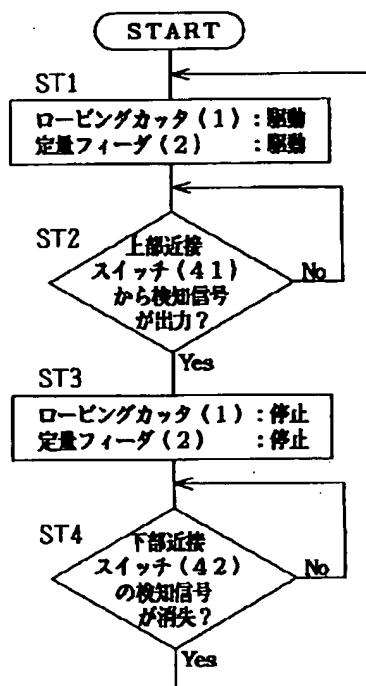 START
ST1
ロービングカッタ(1):駆動
定量フィーダ(2) :駆動
ST2
上部近接
スイッチ(41)
から検知信号
が出力?
No
Yes
ST3
ロービングカッタ(1):停止
定量フィーダ(2) :停止
ST4
下部近接
スイッチ(42)
の検知信号
が消失?
No
Yes